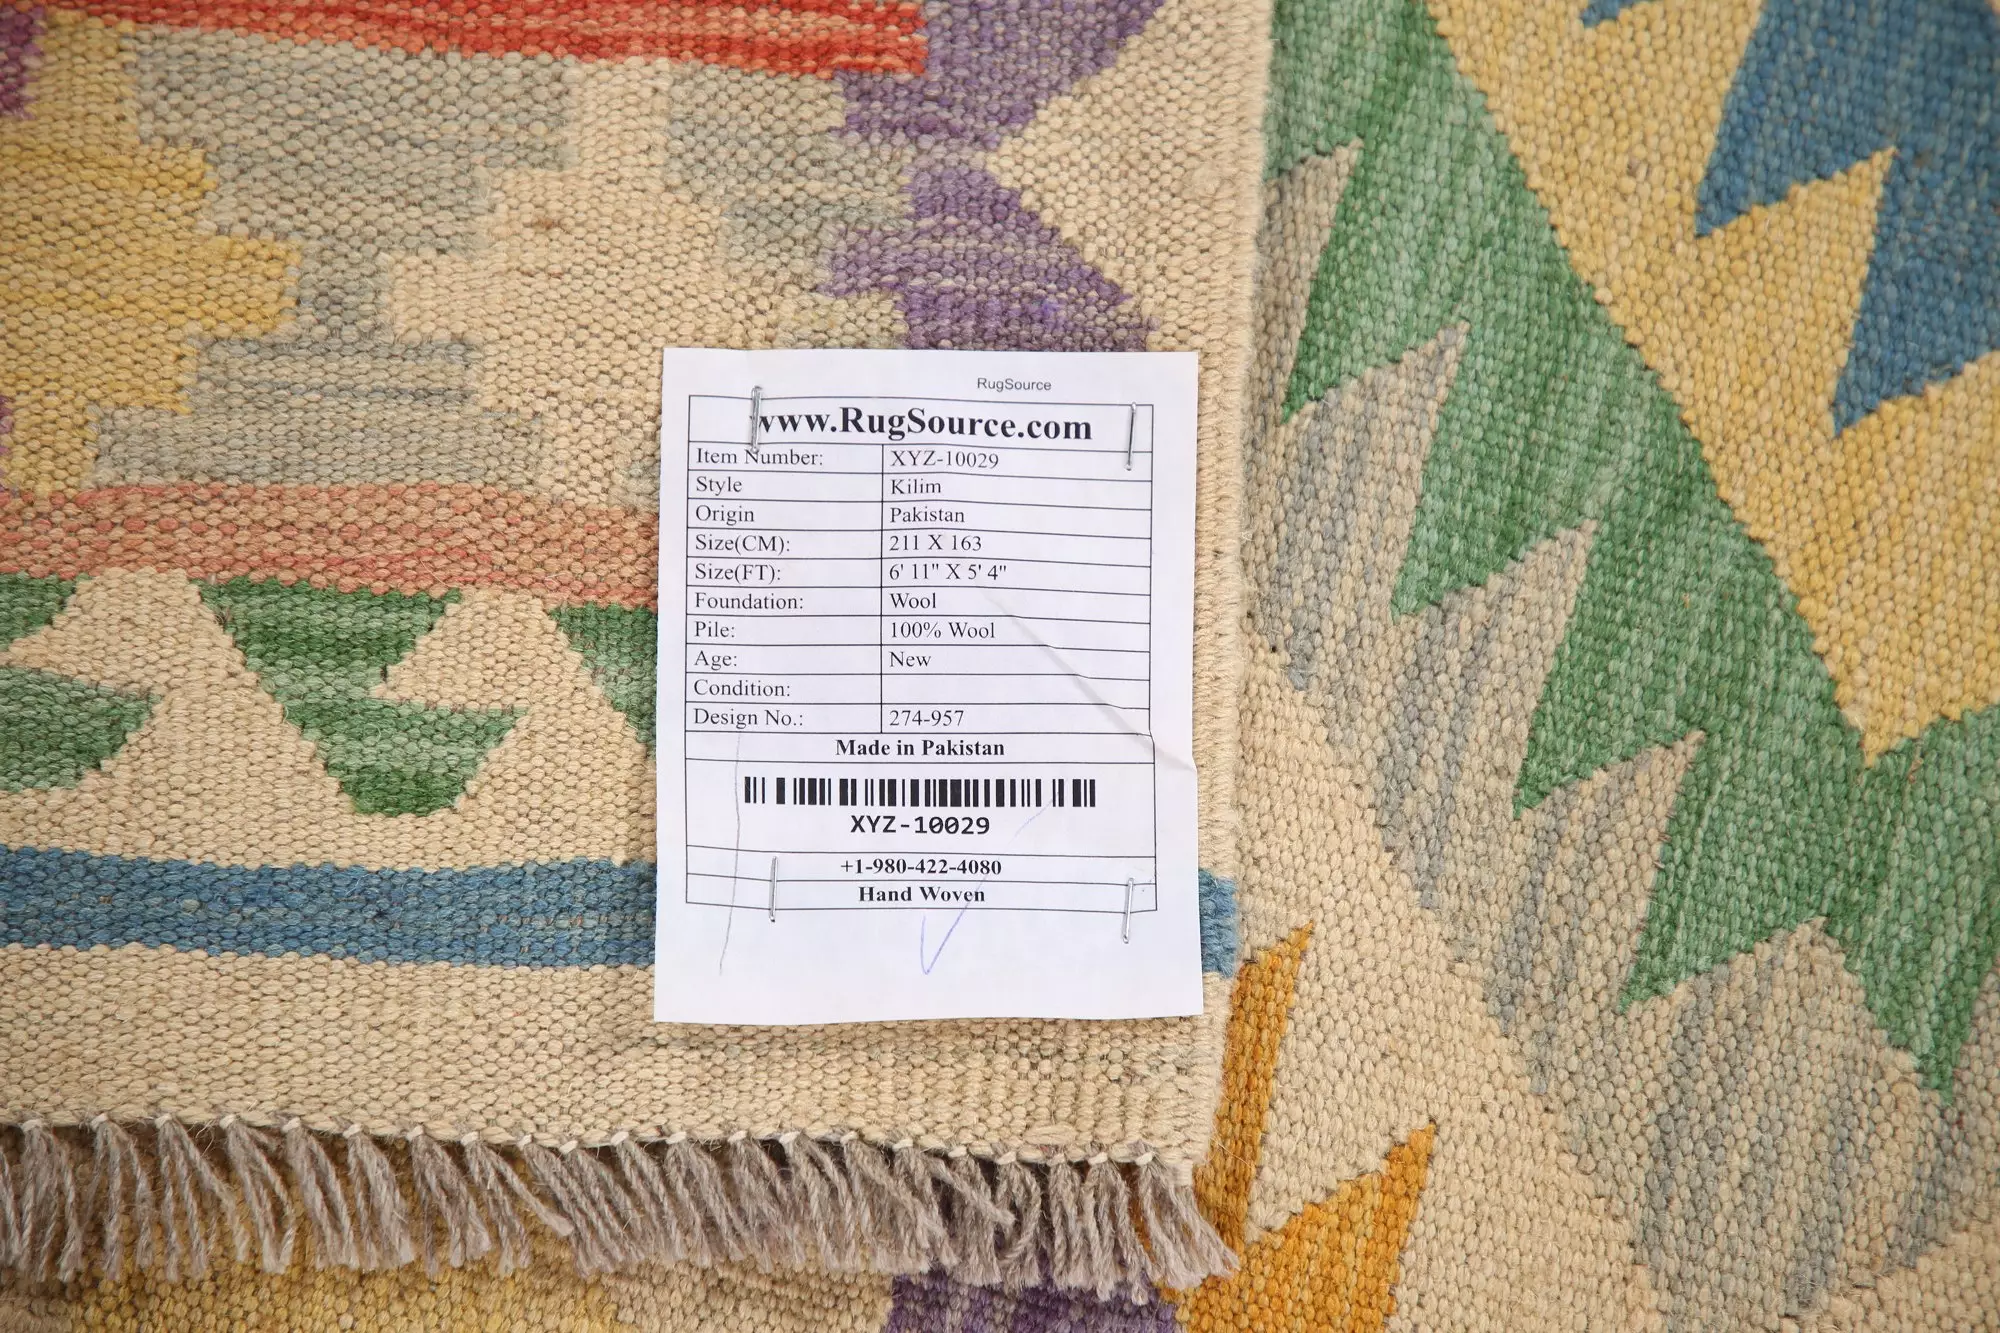 RugSource
www.RugSource.com
Item Number: XYZ-10029
Style Kilim
Origin Pakistan
Size(CM): 211 X 163
Size(FT): 6' 11" X 5' 4"
Foundation: Wool
Pile: 100% Wool
Age: New
Condition:
Design No.: 274-957
Made in Pakistan
XYZ-10029
+1-980-422-4080
Hand Woven